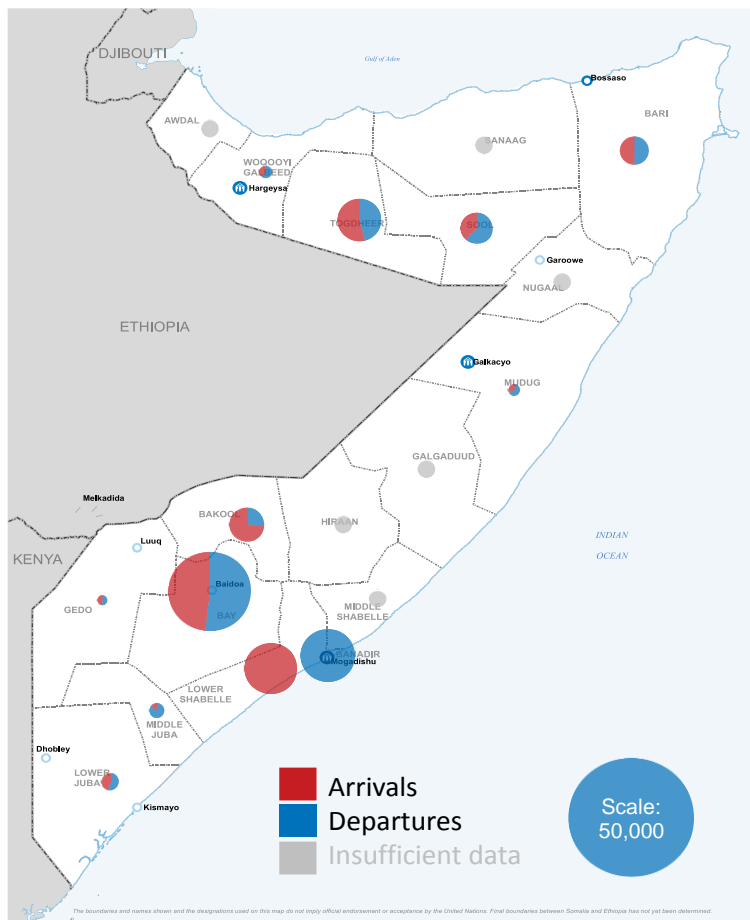 DJIBOUTI
Gulf of Aden
Bossaso
BARI
AWDAL
SANAAG
WOQOOYI
GALBEED
Hargeysa
TOGDHEER
SOOL
Garoowe
NUGAAL
ETHIOPIA
Galkacyo
MUDUG
GALGADUUD
Melkadida
BAKOOL
HIRAAN
INDIAN
OCEAN
KENYA
Luuq
Baidoa
GEDO
BAY
MIDDLE
SHABELLE
BANADIR
Mogadishu
LOWER
SHABELLE
MIDDLE
JUBA
Dhobley
LOWER
JUBA
Kismayo
Arrivals
Departures
Insufficient data
Scale:
50,000
The boundaries and names shown and the designations used on this map do not imply official endorsement or acceptance by the United Nations. Final boundaries between Somalia and Ethiopia has not yet been determined.